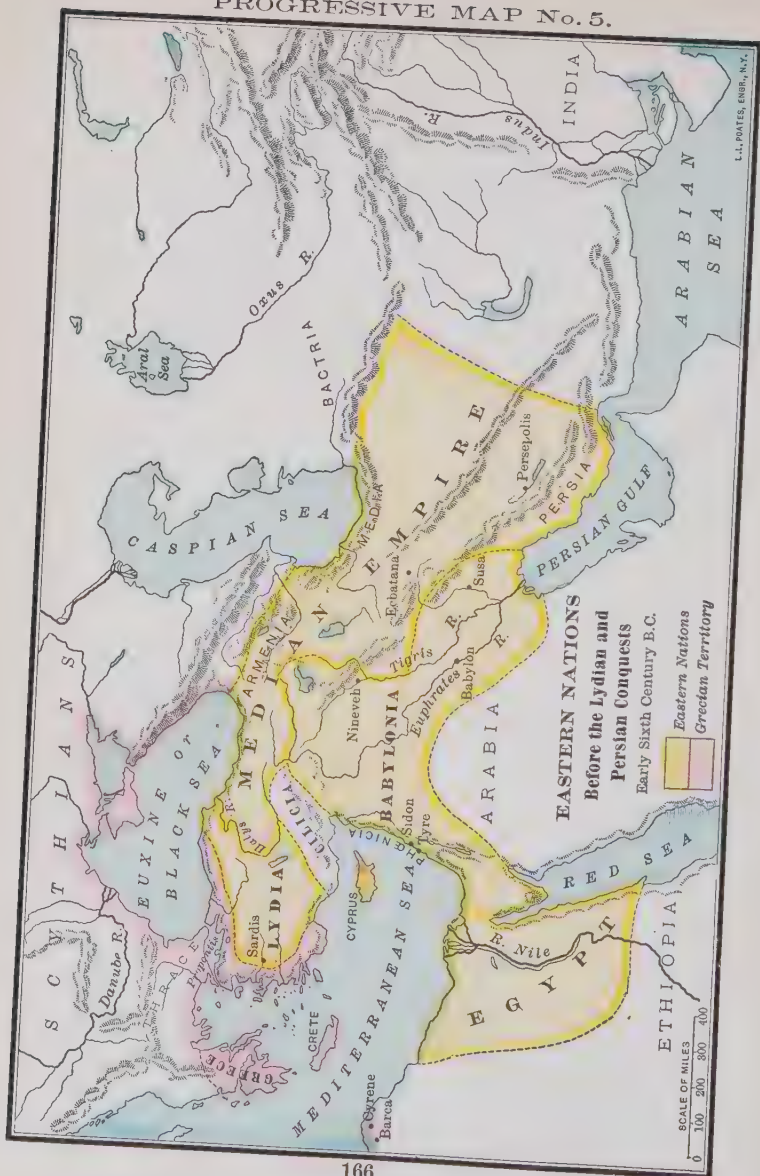 PROGRESSIVE MAP No. 5.
INDIA
Indus
R.
L.L. POATES, ENGR., N.Y.
ARABIAN
SEA
Oxus R.
Aral
Sea
BACTRIA
CASPIAN SEA
MEDIA
MEDIAN EMPIRE
Persepolis
PERSIA
PERSIAN GULF
Ecbatana
Susa
ARMENIA
Tigris R.
Nineveh
Euphrates R.
Babylon
BABYLONIA
ARABIA
SCYTHIANS
EUXINE or
BLACK SEA
Halys R.
CILICIA
Sidon
Tyre
PHŒNICIA
CYPRUS
Sardis
LYDIA
Danube R.
THRACE
Propontis
GREECE
CRETE
MEDITERRANEAN SEA
Cyrene
Barca
R. Nile
EGYPT
RED SEA
ETHIOPIA
EASTERN NATIONS
Before the Lydian and
Persian Conquests
Early Sixth Century B.C.
Eastern Nations
Grecian Territory
SCALE OF MILES
0 100 200 300 400
166